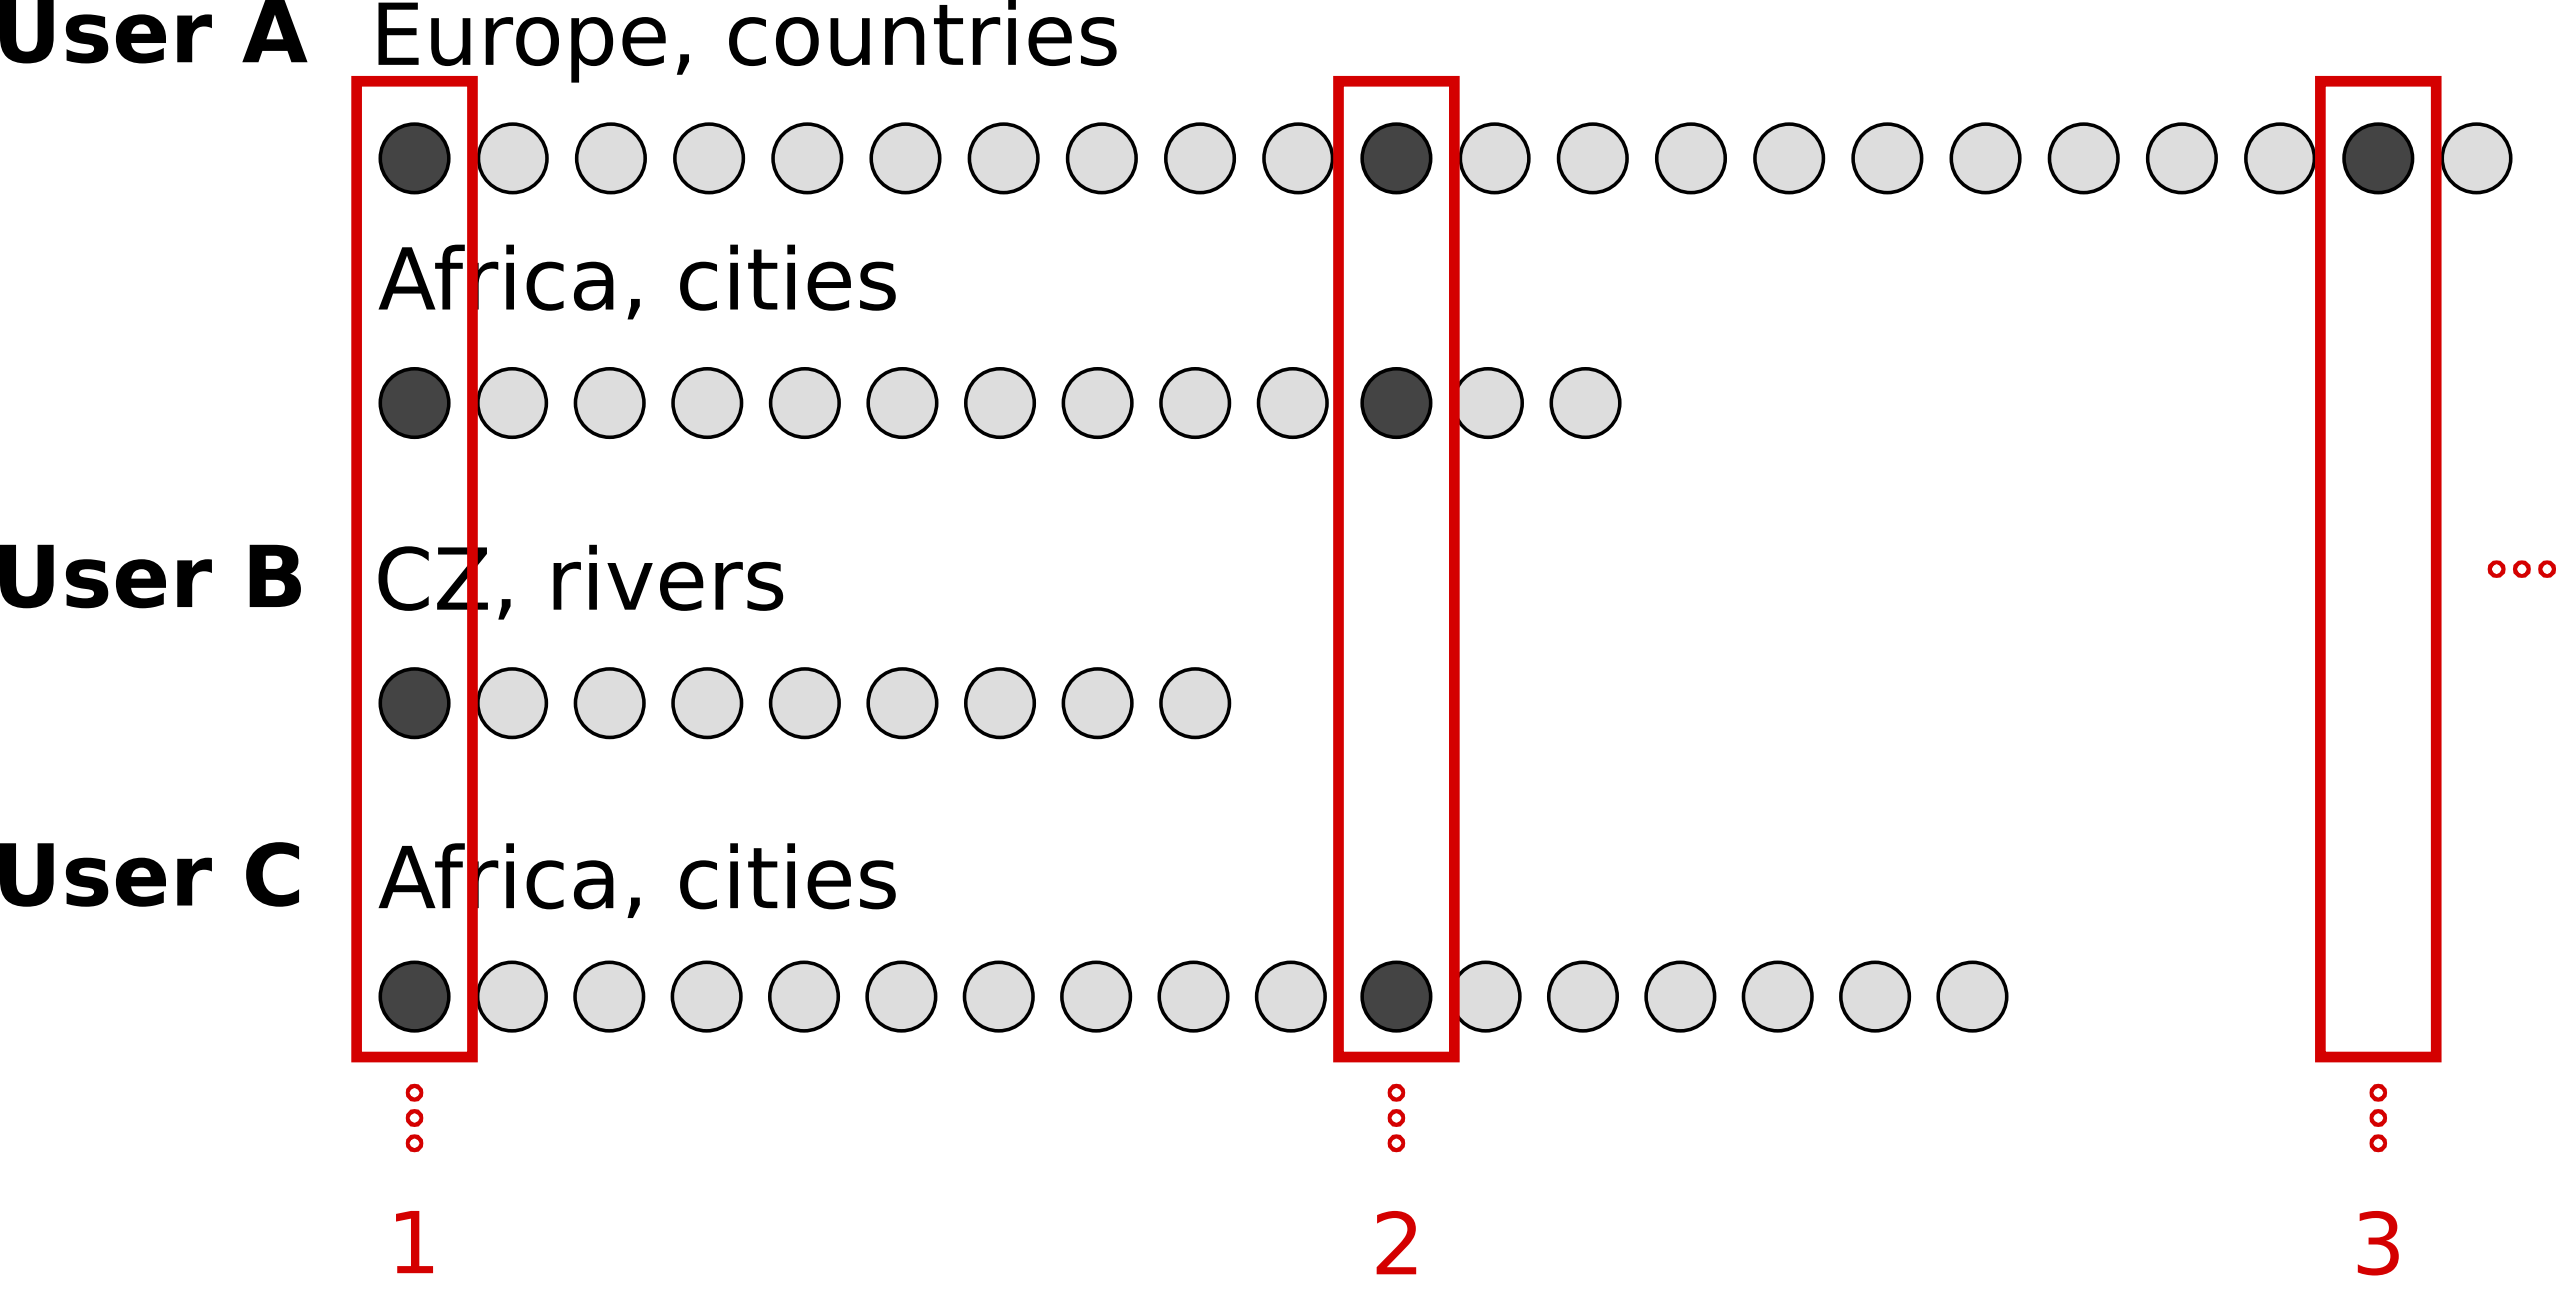 User A Europe, countries
Africa, cities
User B CZ, rivers
User C Africa, cities
1 2 3